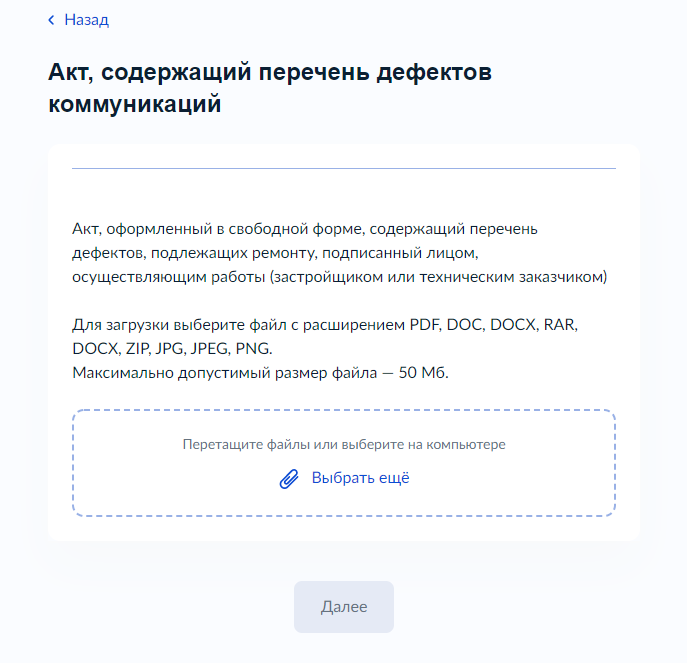 Назад
Акт, содержащий перечень дефектов
коммуникаций
Акт, оформленный в свободной форме, содержащий перечень
дефектов, подлежащих ремонту, подписанный лицом,
осуществляющим работы (застройщиком или техническим заказчиком)
Для загрузки выберите файл с расширением PDF, DOC, DOCX, RAR,
DOCX, ZIP, JPG, JPEG, PNG.
Максимально допустимый размер файла — 50 Мб.
Перетащите файлы или выберите на компьютере
Выбрать ещё
Далее